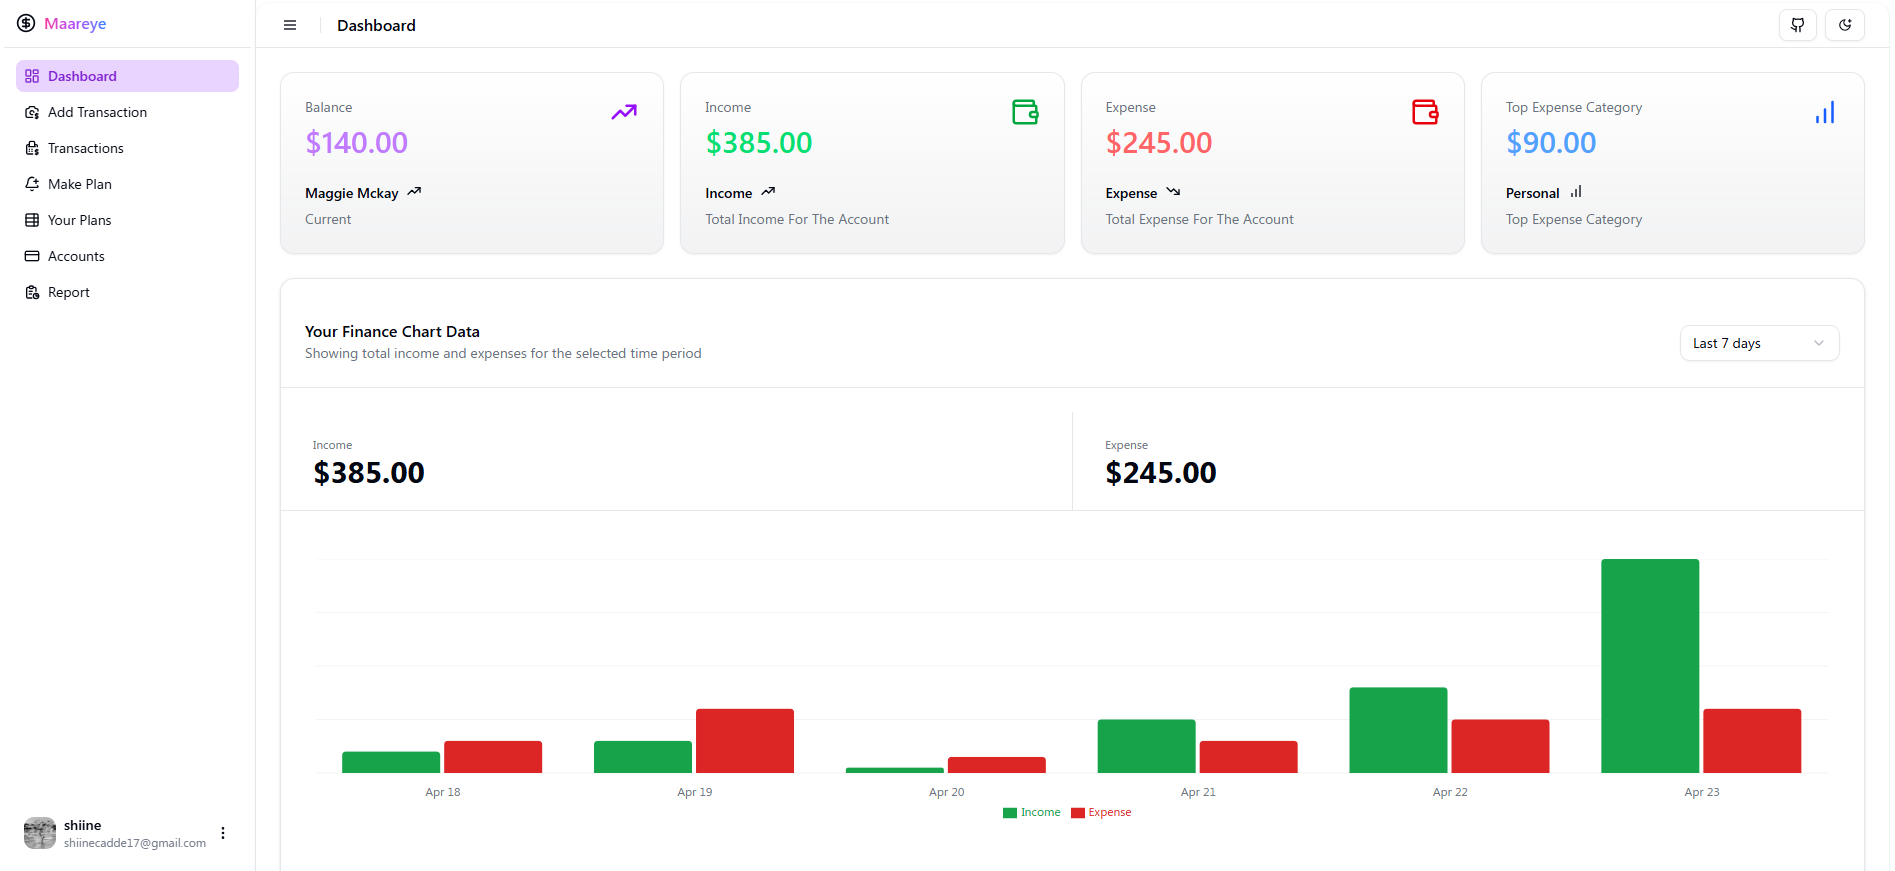 Maareye
Dashboard
Add Transaction
Transactions
Make Plan
Your Plans
Accounts
Report
shiine
shiinecadde17@gmail.com
Dashboard
Balance
$140.00
Maggie Mckay
Current
Income
$385.00
Income
Total Income For The Account
Expense
$245.00
Expense
Total Expense For The Account
Top Expense Category
$90.00
Personal
Top Expense Category
Your Finance Chart Data
Showing total income and expenses for the selected time period
Last 7 days
Income
$385.00
Expense
$245.00
Apr 18 Apr 19 Apr 20 Apr 21 Apr 22 Apr 23
Income Expense